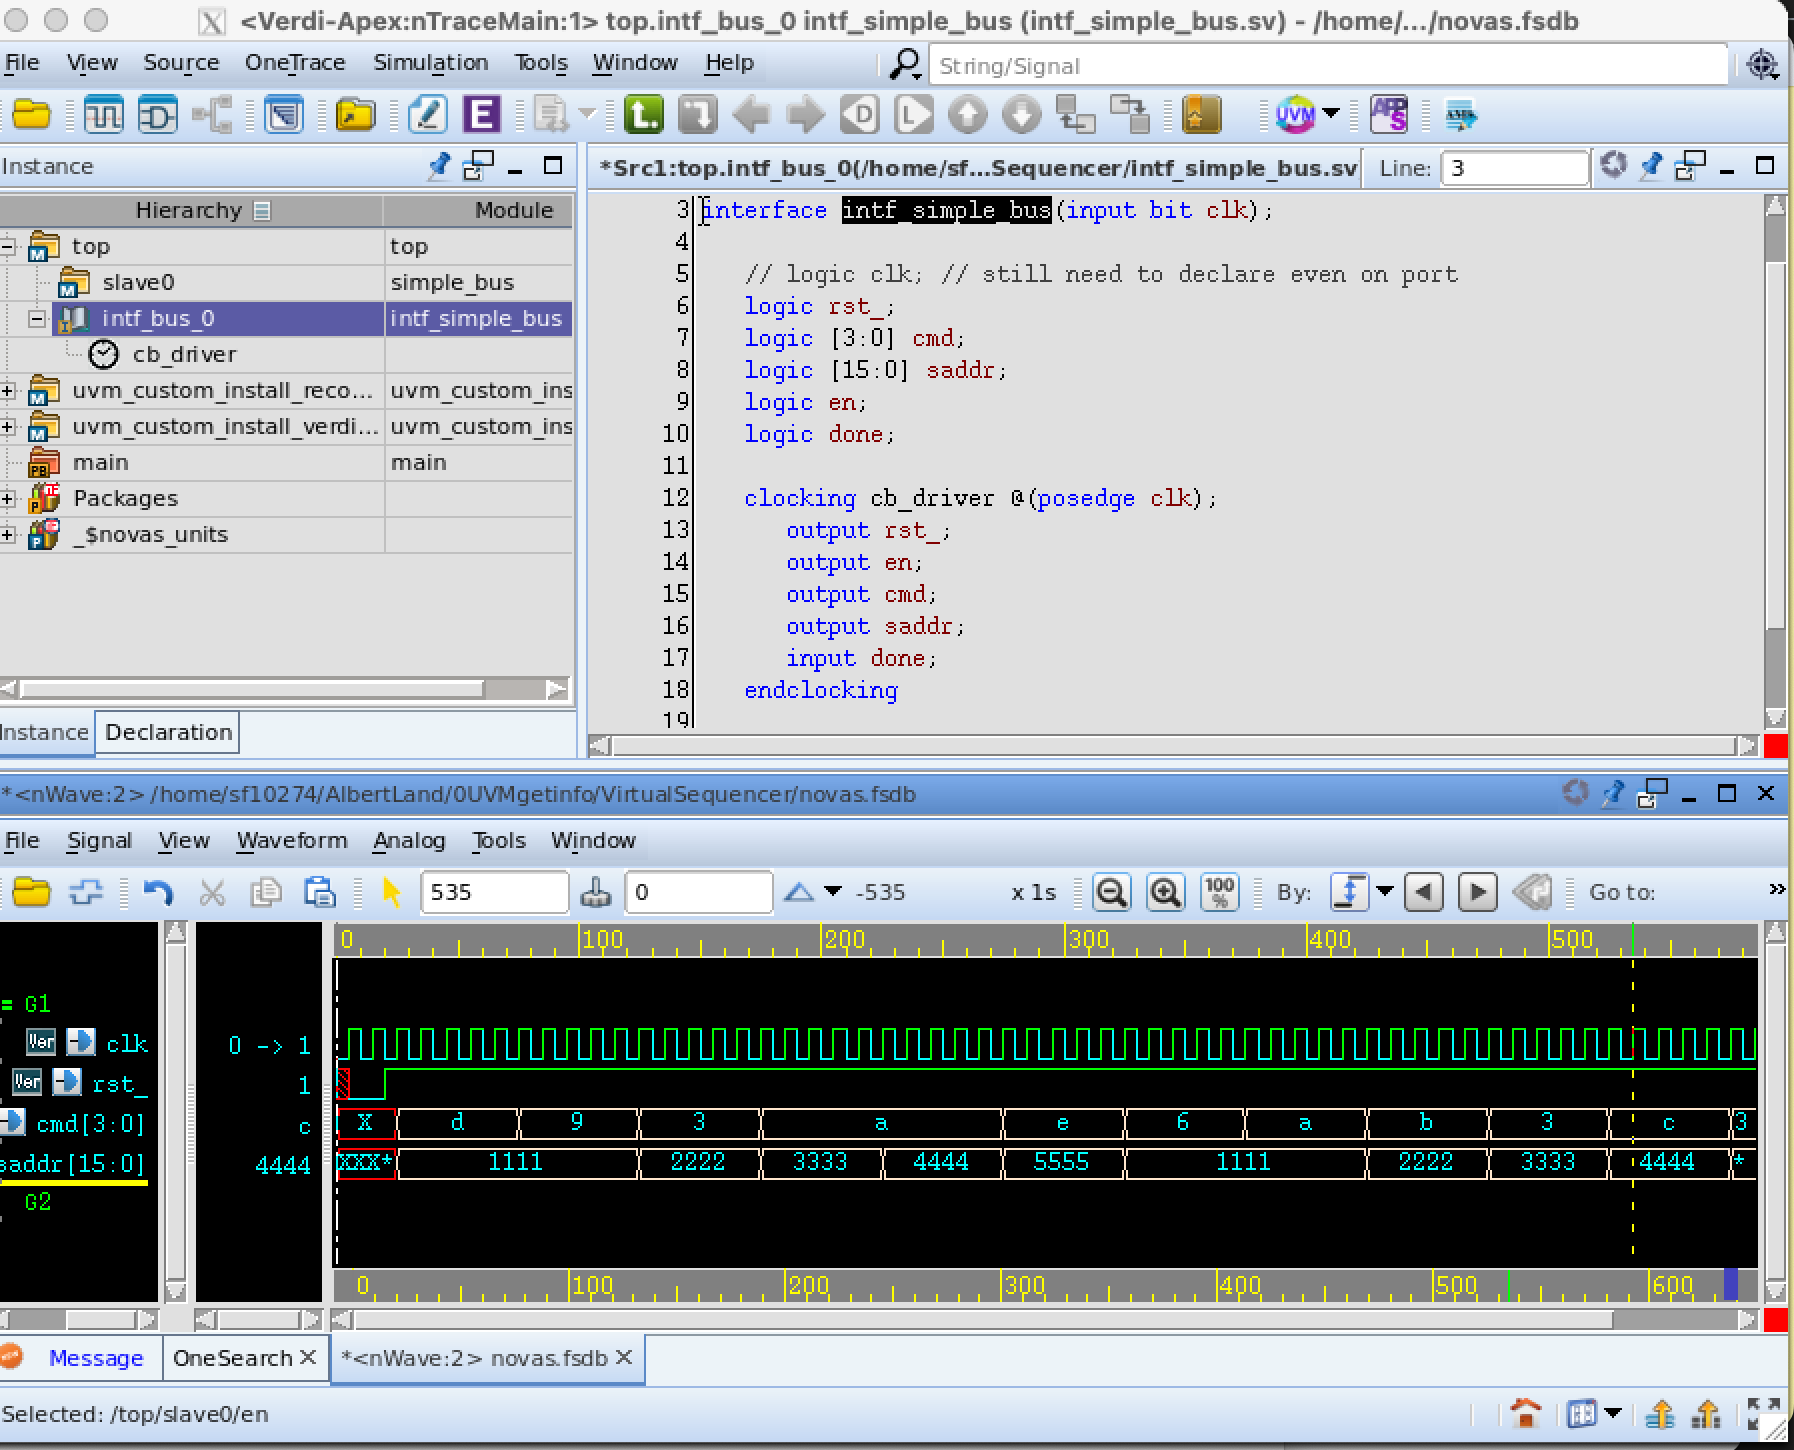 <Verdi-Apex:nTraceMain:1> top.intf_bus_0 intf_simple_bus (intf_simple_bus.sv) - /home/.../novas.fsdb
File View Source OneTrace Simulation Tools Window Help String/Signal
Instance
Hierarchy Module
top top
slave0 simple_bus
intf_bus_0 intf_simple_bus
cb_driver
uvm_custom_install_reco... uvm_custom_ins
uvm_custom_install_verdi... uvm_custom_ins
main main
Packages
_$novas_units
Instance Declaration
*Src1:top.intf_bus_0(/home/sf...Sequencer/intf_simple_bus.sv Line: 3
3 interface intf_simple_bus(input bit clk);
4
5 // logic clk; // still need to declare even on port
6 logic rst_;
7 logic [3:0] cmd;
8 logic [15:0] saddr;
9 logic en;
10 logic done;
11
12 clocking cb_driver @(posedge clk);
13 output rst_;
14 output en;
15 output cmd;
16 output saddr;
17 input done;
18 endclocking
19
*<nWave:2> /home/sf10274/AlbertLand/0UVMgetinfo/VirtualSequencer/novas.fsdb
File Signal View Waveform Analog Tools Window
535 0 -535 x 1s 100 % By: Go to: »
0 100 200 300 400 500
= G1
clk 0 -> 1
rst_ 1
cmd[3:0] c X d 9 3 a e 6 a b 3 c 3
saddr[15:0] 4444 XXX* 1111 2222 3333 4444 5555 1111 2222 3333 4444 *
G2
0 100 200 300 400 500 600
Message OneSearch *<nWave:2> novas.fsdb
Selected: /top/slave0/en